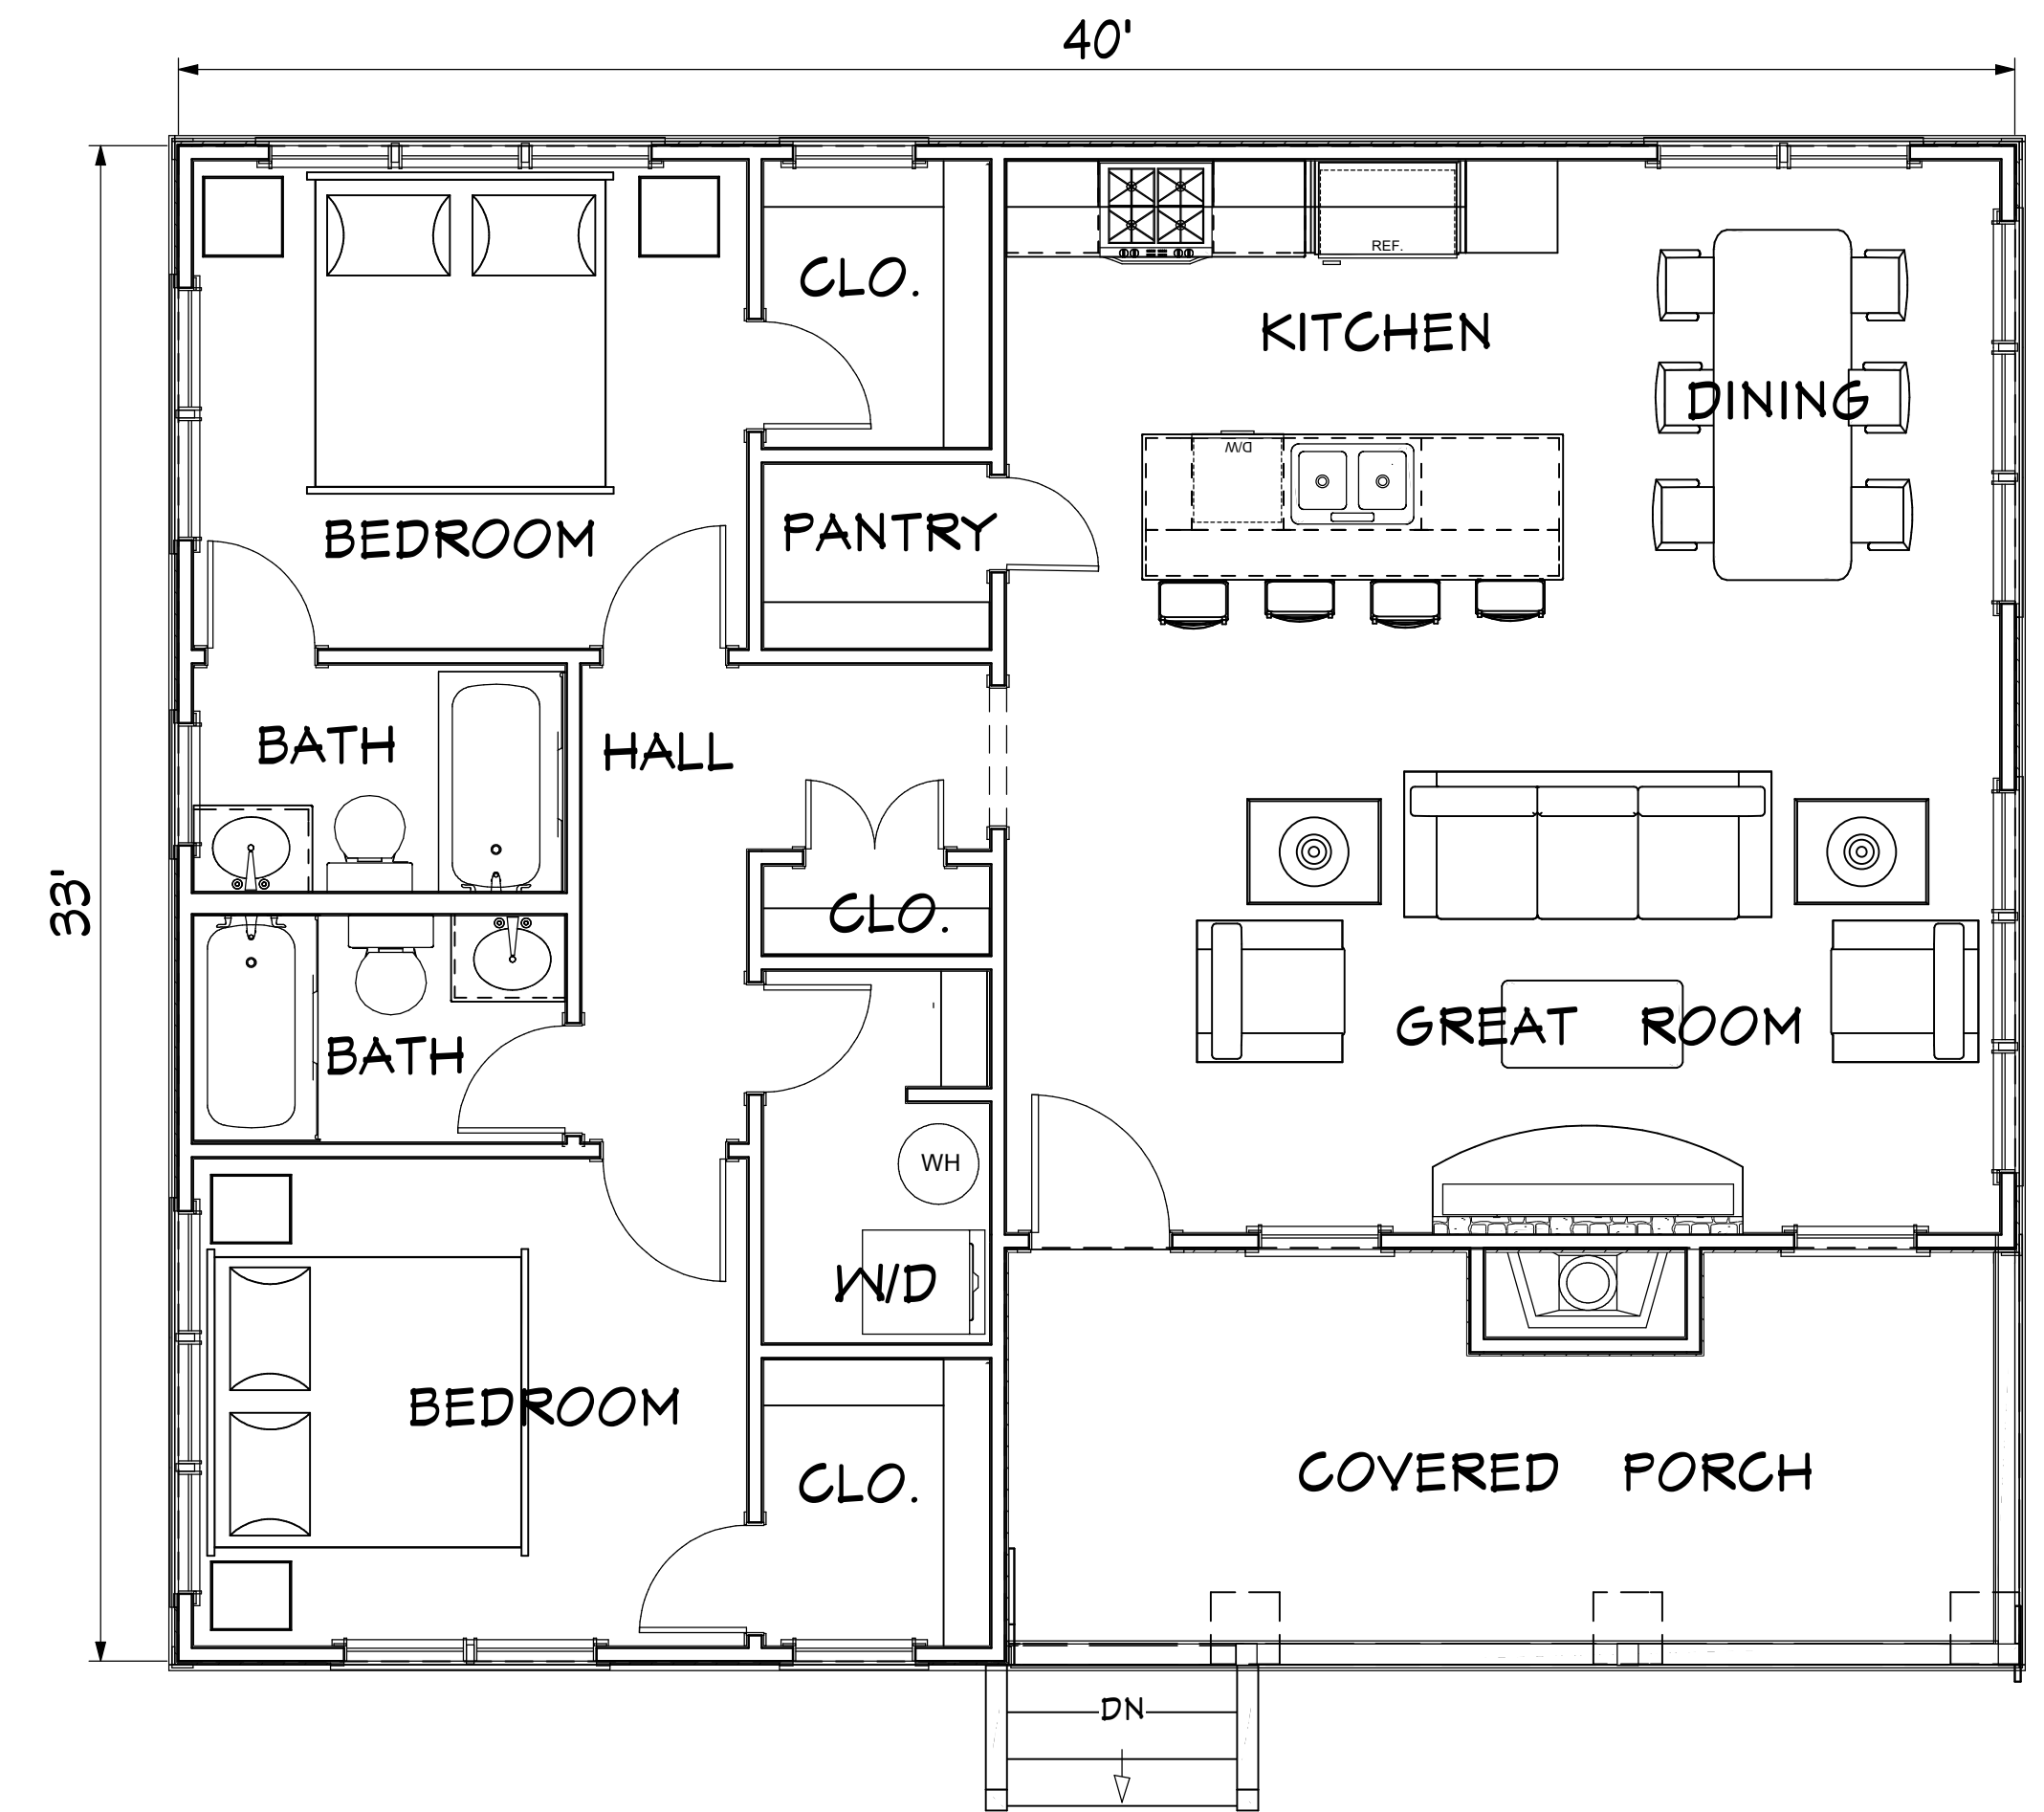 40'
REF.
CLO.
KITCHEN
DINING
D/W
BEDROOM
PANTRY
BATH
HALL
33'
CLO.
GREAT ROOM
BATH
WH
W/D
BEDROOM
CLO.
COVERED PORCH
DN